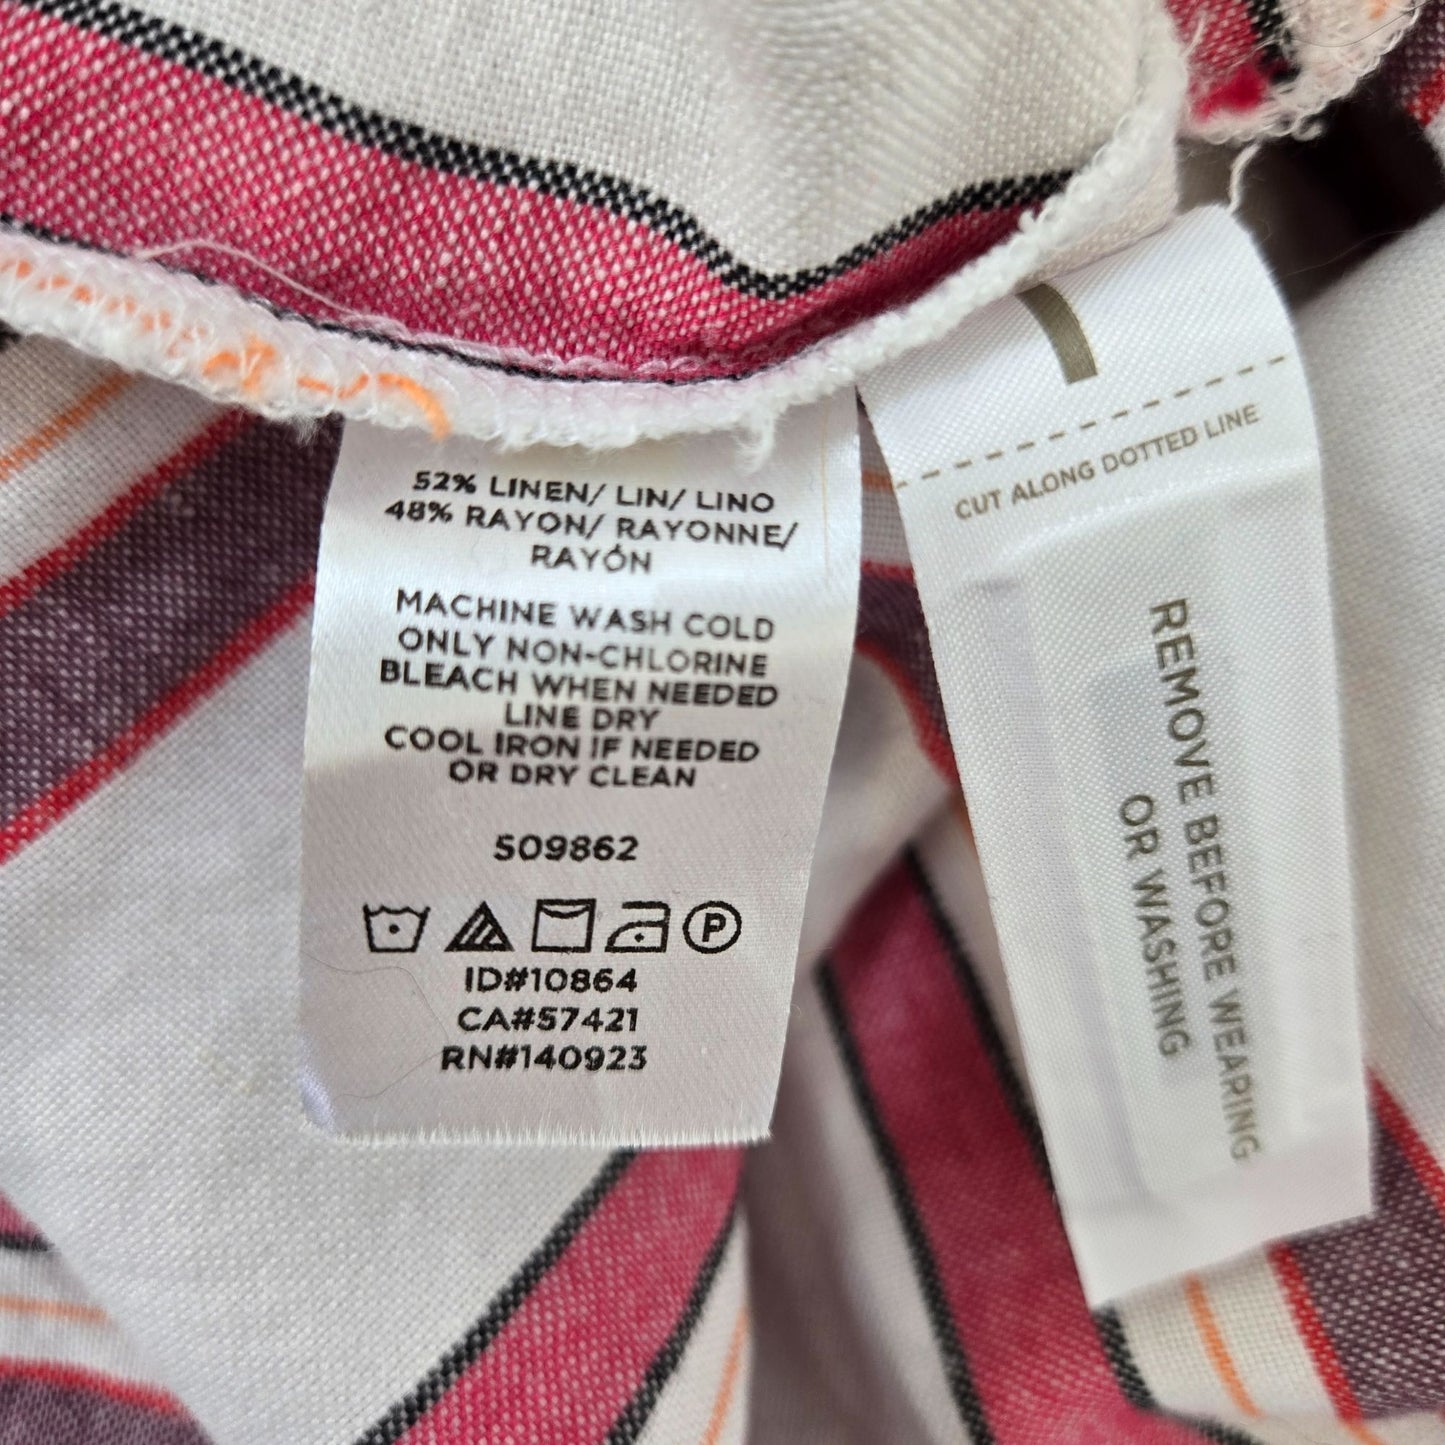 52% LINEN/ LIN/ LINO
48% RAYON/ RAYONNE/
RAYÓN
MACHINE WASH COLD
ONLY NON-CHLORINE
BLEACH WHEN NEEDED
LINE DRY
COOL IRON IF NEEDED
OR DRY CLEAN
509862
P
ID#10864
CA#57421
RN#140923
CUT ALONG DOTTED LINE
REMOVE BEFORE WEARING
OR WASHING